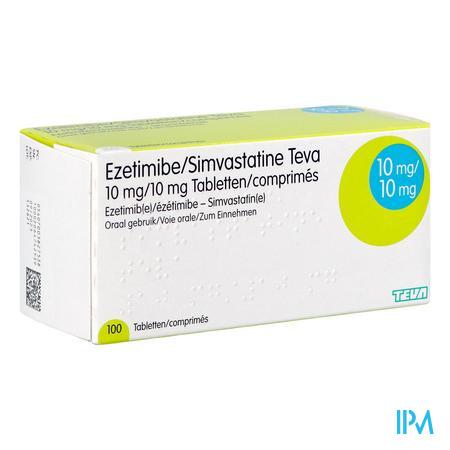 Ezetimibe/Simvastatine Teva
10 mg/10 mg Tabletten/comprimés
Ezetimib(e)/ézétimibe – Simvastatin(e)
Oraal gebruik/Voie orale/Zum Einnehmen
10 mg/
10 mg
100 Tabletten/comprimés
TEVA
IPM